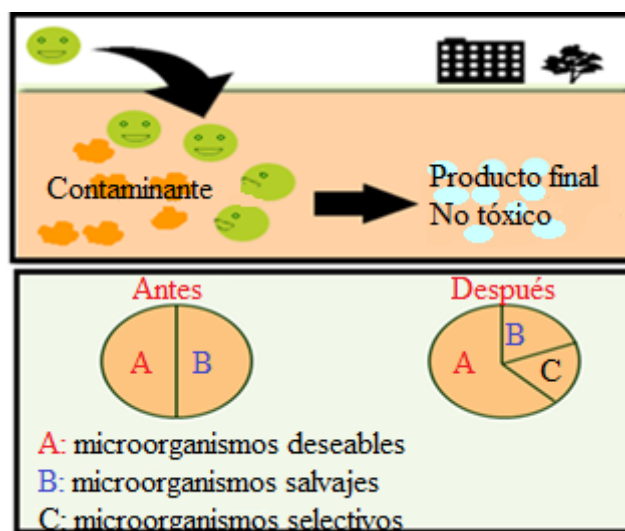 Contaminante
Producto final
No tóxico
Antes
Después
A
B
A
B
C
A: microorganismos deseables
B: microorganismos salvajes
C: microorganismos selectivos